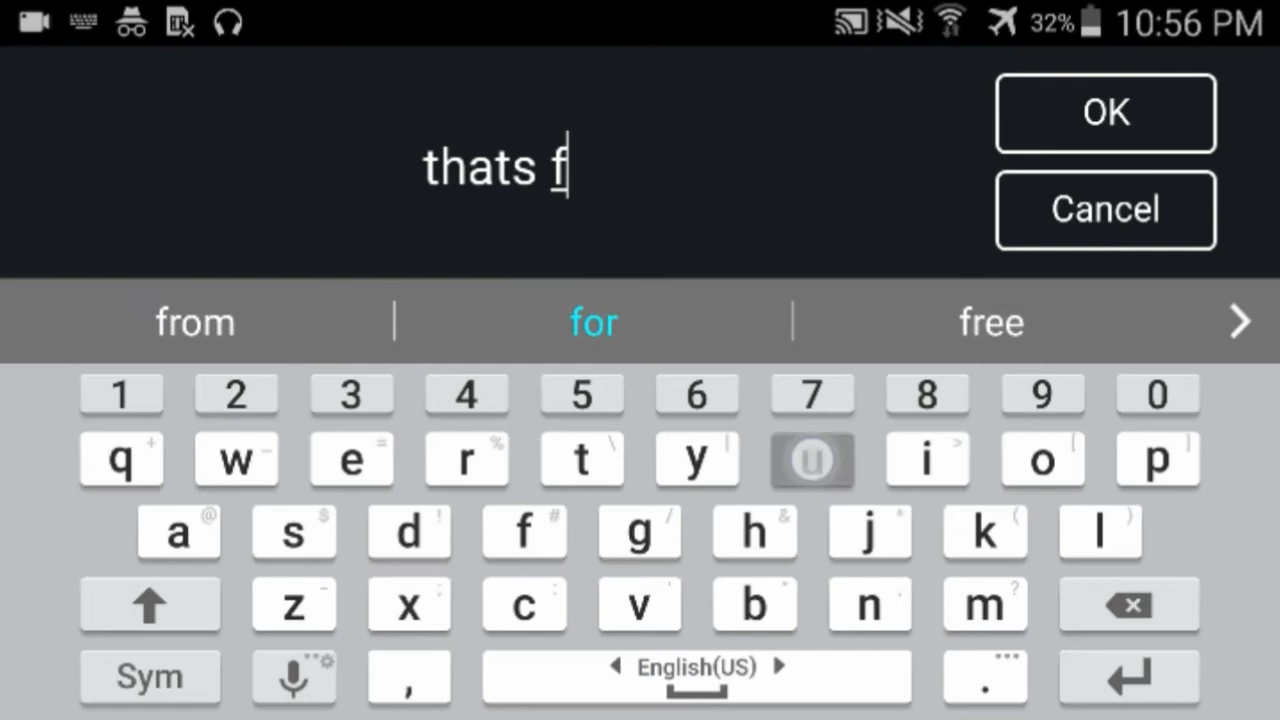 32% 10:56 PM
OK
thats f
Cancel
from for free
1 2 3 4 5 6 7 8 9 0
q + w e = r % t \ y | u i > o [ p ]
a @ s $ d ! f # g / h & j * k ( l )
z x c v b n m ?
Sym , English(US) .